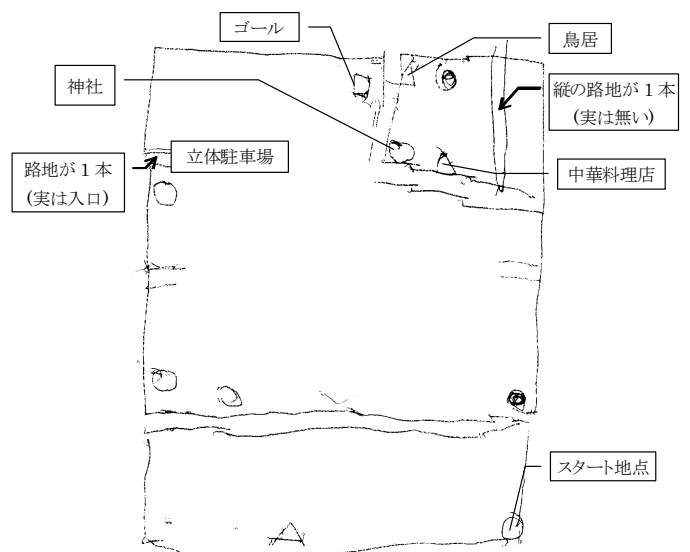 ゴール
鳥居
神社
縦の路地が 1 本
(実は無い)
立体駐車場
路地が 1 本
(実は入口)
中華料理店
スタート地点